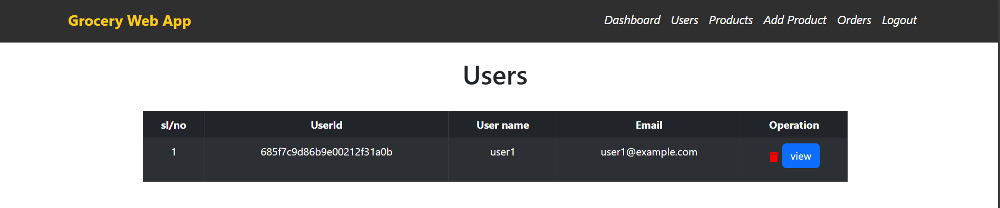 Grocery Web App Dashboard Users Products Add Product Orders Logout
Users
sl/no UserId User name Email Operation
1 685f7c9d86b9e00212f31a0b user1 user1@example.com view